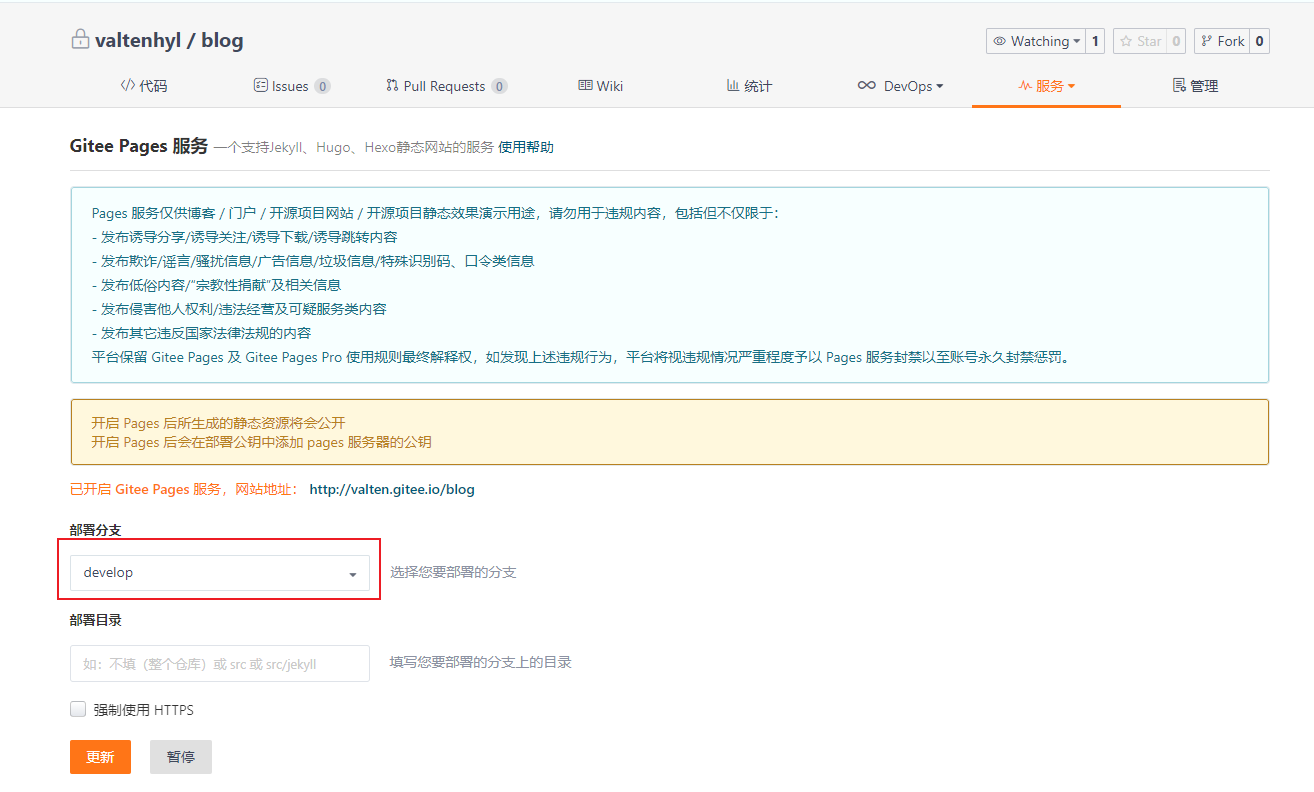 valtenhyl / blog
Watching 1 Star 0 Fork 0
代码 Issues 0 Pull Requests 0 Wiki 统计 DevOps 服务 管理
Gitee Pages 服务 一个支持Jekyll、Hugo、Hexo静态网站的服务 使用帮助
Pages 服务仅供博客 / 门户 / 开源项目网站 / 开源项目静态效果演示用途，请勿用于违规内容，包括但不仅限于：
- 发布诱导分享/诱导关注/诱导下载/诱导跳转内容
- 发布欺诈/谣言/骚扰信息/广告信息/垃圾信息/特殊识别码、口令类信息
- 发布低俗内容/“宗教性捐献”及相关信息
- 发布侵害他人权利/违法经营及可疑服务类内容
- 发布其它违反国家法律法规的内容
平台保留 Gitee Pages 及 Gitee Pages Pro 使用规则最终解释权，如发现上述违规行为，平台将视违规情况严重程度予以 Pages 服务封禁以至账号永久封禁惩罚。
开启 Pages 后所生成的静态资源将会公开
开启 Pages 后会在部署公钥中添加 pages 服务器的公钥
已开启 Gitee Pages 服务，网站地址： http://valten.gitee.io/blog
部署分支
develop 选择您要部署的分支
部署目录
如：不填（整个仓库）或 src 或 src/jekyll 填写您要部署的分支上的目录
强制使用 HTTPS
更新 暂停